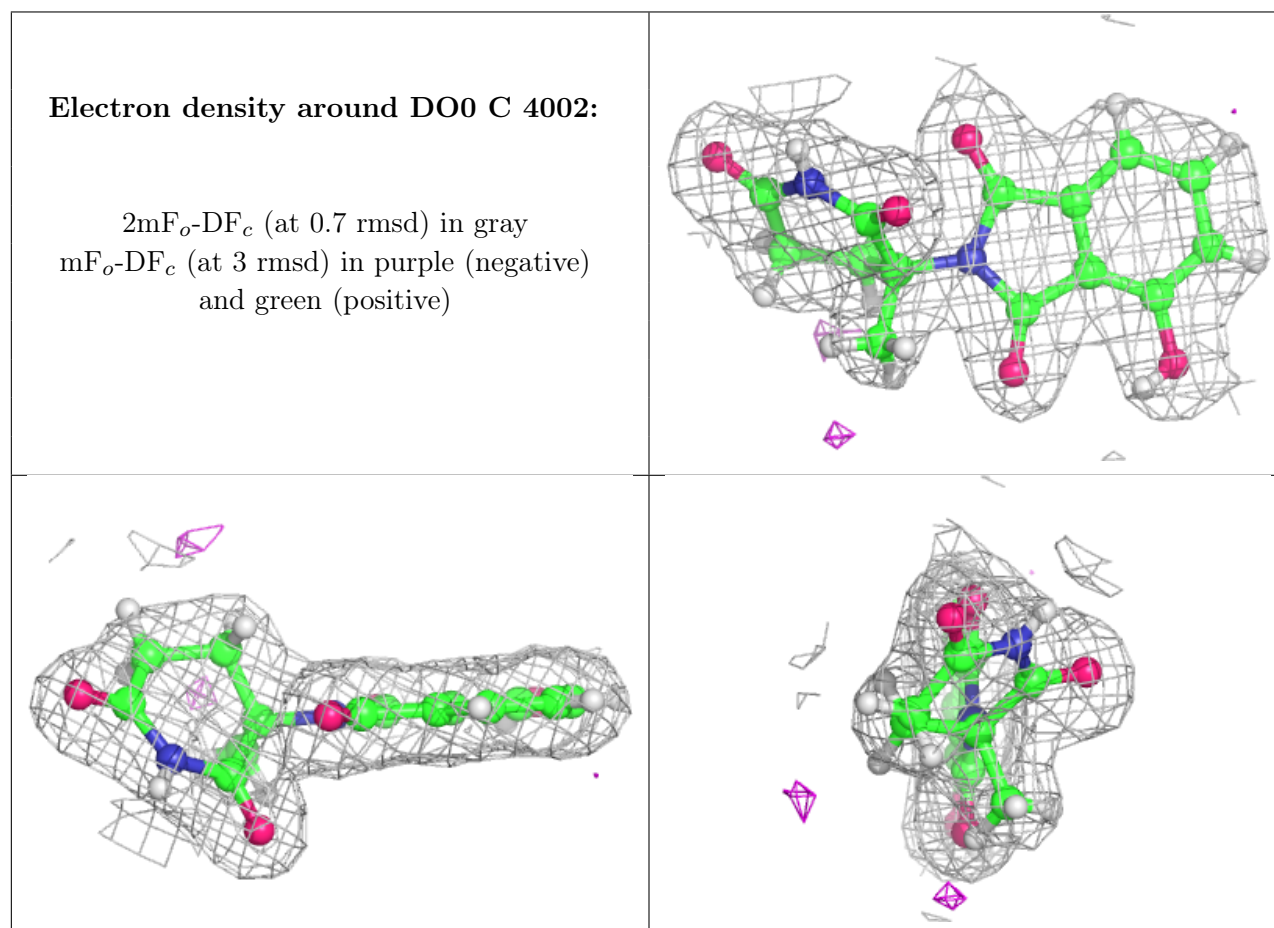 Electron density around DO0 C 4002:
2mFo-DFc (at 0.7 rmsd) in gray
mFo-DFc (at 3 rmsd) in purple (negative)
and green (positive)